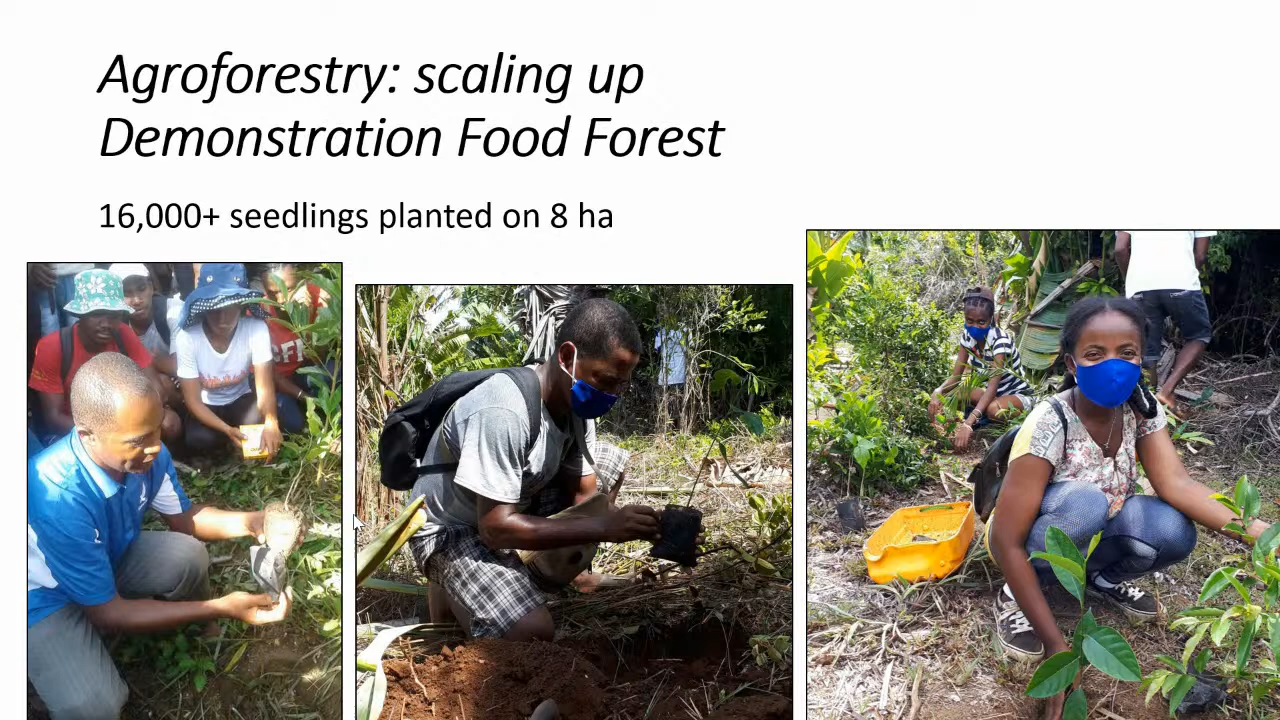 Agroforestry: scaling up
Demonstration Food Forest
16,000+ seedlings planted on 8 ha